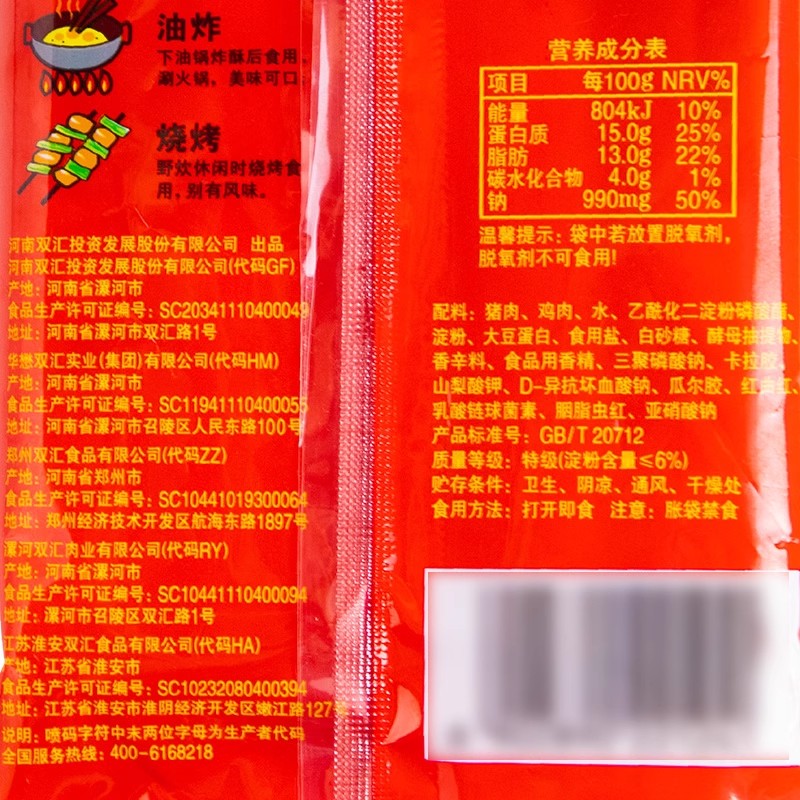 油炸
下油锅炸酥后食用,
涮火锅，美味可口
烧烤
野炊休闲时烧烤食
用,别有风味。
河南双汇投资发展股份有限公司 出品
河南双汇投资发展股份有限公司(代码GF)
产地: 河南省漯河市
食品生产许可证编号: SC20341110400049
地址: 河南省漯河市双汇路1号
华懋双汇实业(集团)有限公司(代码HM)
产地: 河南省漯河市
食品生产许可证编号: SC11941110400055
地址: 河南省漯河市召陵区人民东路100号
郑州双汇食品有限公司(代码ZZ)
产地: 河南省郑州市
食品生产许可证编号: SC10441019300064
地址: 郑州经济技术开发区航海东路1897号
漯河双汇肉业有限公司(代码RY)
产地: 河南省漯河市
食品生产许可证编号: SC10441110400094
地址: 漯河市召陵区双汇路1号
江苏淮安双汇食品有限公司(代码HA)
产地: 江苏省淮安市
食品生产许可证编号: SC10232080400394
地址: 江苏省淮安市淮阴经济开发区嫩江路127号
说明: 喷码字符中末两位字母为生产者代码
全国服务热线: 400-6168218
营养成分表
项目 每100g NRV%
能量 804kJ 10%
蛋白质 15.0g 25%
脂肪 13.0g 22%
碳水化合物 4.0g 1%
钠 990mg 50%
温馨提示: 袋中若放置脱氧剂,
脱氧剂不可食用!
配料: 猪肉、鸡肉、水、乙酰化二淀粉磷酸酯、
淀粉、大豆蛋白、食用盐、白砂糖、酵母抽提物、
香辛料、食品用香精、三聚磷酸钠、卡拉胶、
山梨酸钾、D-异抗坏血酸钠、瓜尔胶、红曲红、
乳酸链球菌素、胭脂虫红、亚硝酸钠
产品标准号: GB/T 20712
质量等级: 特级(淀粉含量≤6%)
贮存条件: 卫生、阴凉、通风、干燥处
食用方法: 打开即食 注意: 胀袋禁食